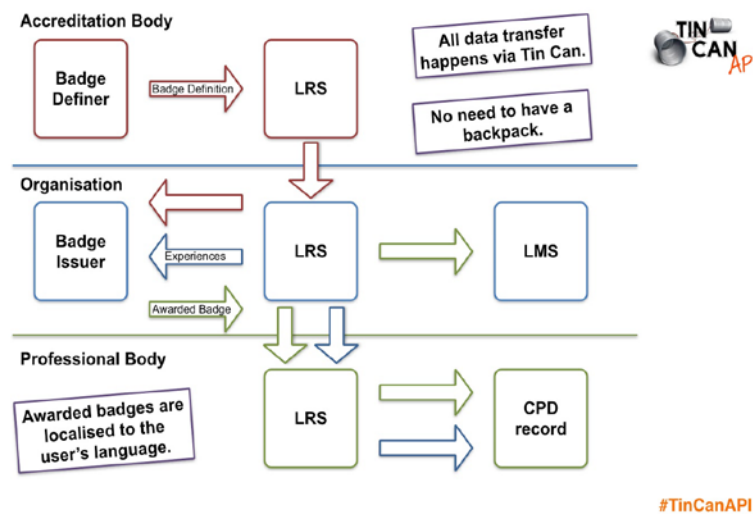 Accreditation Body
Badge
Definer
Badge Definition
LRS
All data transfer
happens via Tin Can.
No need to have a
backpack.
TIN
CAN
API
Organisation
Badge
Issuer
Experiences
Awarded Badge
LRS
LMS
Professional Body
Awarded badges are
localised to the
user's language.
LRS
CPD
record
#TinCanAPI